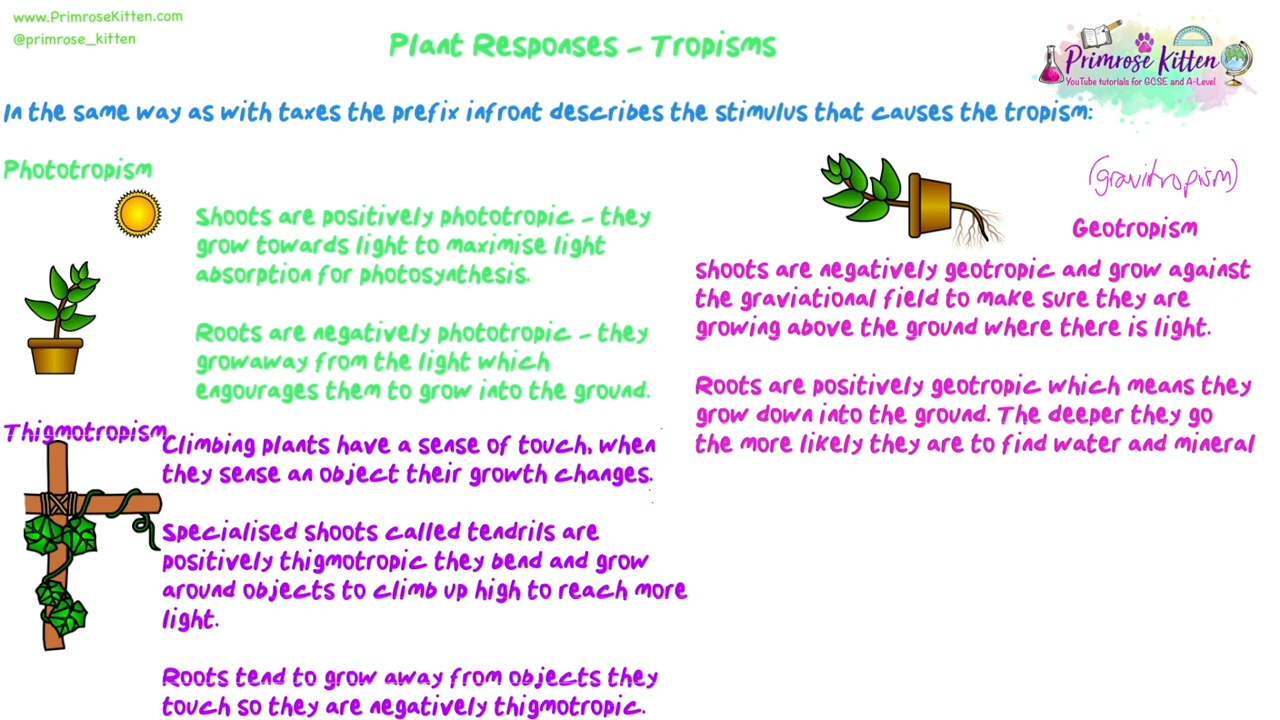 www.PrimroseKitten.com
@primrose_kitten
Plant Responses - Tropisms
Primrose Kitten
YouTube tutorials for GCSE and A-Level
In the same way as with taxes the prefix infront describes the stimulus that causes the tropism:
Phototropism
Shoots are positively phototropic - they
grow towards light to maximise light
absorption for photosynthesis.
Roots are negatively phototropic - they
growaway from the light which
engourages them to grow into the ground.
Thigmotropism
Climbing plants have a sense of touch, when
they sense an object their growth changes.
Specialised shoots called tendrils are
positively thigmotropic they bend and grow
around objects to climb up high to reach more
light.
Roots tend to grow away from objects they
touch so they are negatively thigmotropic.
(gravitropism)
Geotropism
shoots are negatively geotropic and grow against
the graviational field to make sure they are
growing above the ground where there is light.
Roots are positively geotropic which means they
grow down into the ground. The deeper they go
the more likely they are to find water and mineral